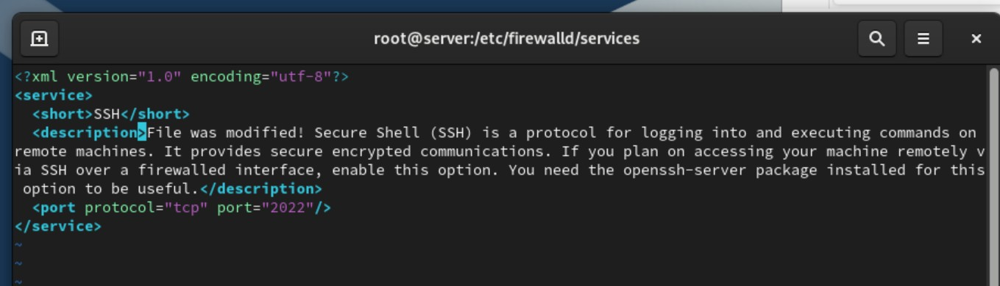 root@server:/etc/firewalld/services
<?xml version="1.0" encoding="utf-8"?>
<service>
  <short>SSH</short>
  <description>File was modified! Secure Shell (SSH) is a protocol for logging into and executing commands on
remote machines. It provides secure encrypted communications. If you plan on accessing your machine remotely v
ia SSH over a firewalled interface, enable this option. You need the openssh-server package installed for this
 option to be useful.</description>
  <port protocol="tcp" port="2022"/>
</service>
~
~
~